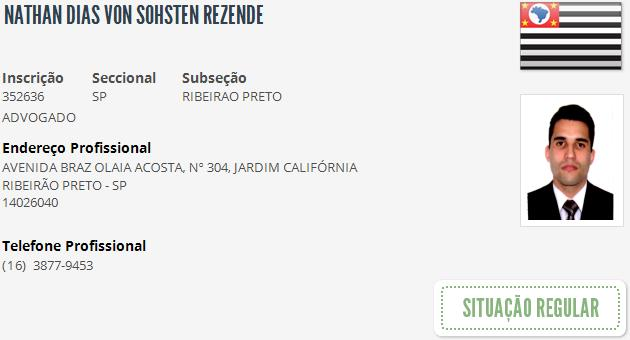 NATHAN DIAS VON SOHSTEN REZENDE
Inscrição Seccional Subseção
352636 SP RIBEIRAO PRETO
ADVOGADO
Endereço Profissional
AVENIDA BRAZ OLAIA ACOSTA, Nº 304, JARDIM CALIFÓRNIA
RIBEIRÃO PRETO - SP
14026040
Telefone Profissional
(16) 3877-9453
SITUAÇÃO REGULAR